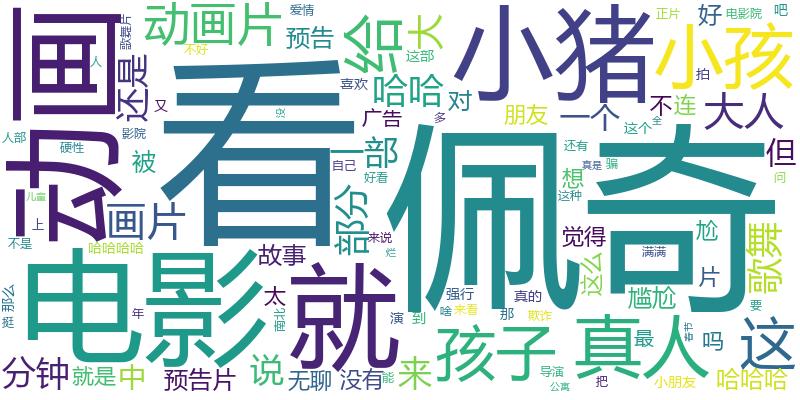 动画
动画片
看
给
大
小猪
小孩
好
电影院
正片
吧
爱情
歌舞片
预告
这部
不好
人
还是
哈哈
对
喜欢
又
拍
不
连
大人
朋友
一个
广告
没
多
影院
人部
硬性
被
一部
自己
好看
佩奇
这个
全
还有
但
想
真是
骗
问
这种
儿童
上
画片
部分
不是
哈哈哈哈
故事
来说
烂
觉得
尬
满满
歌舞
这么
片
电影
就
太
南北
那么
挺
年
强行
真的
啥
来看
那
欺诈
演
到
尴尬
要
孩子
真人
最
春节
吗
这
分钟
就是
中
预告片
说
无聊
没有
能
来
导演
公寓
把
小朋友
哈哈哈